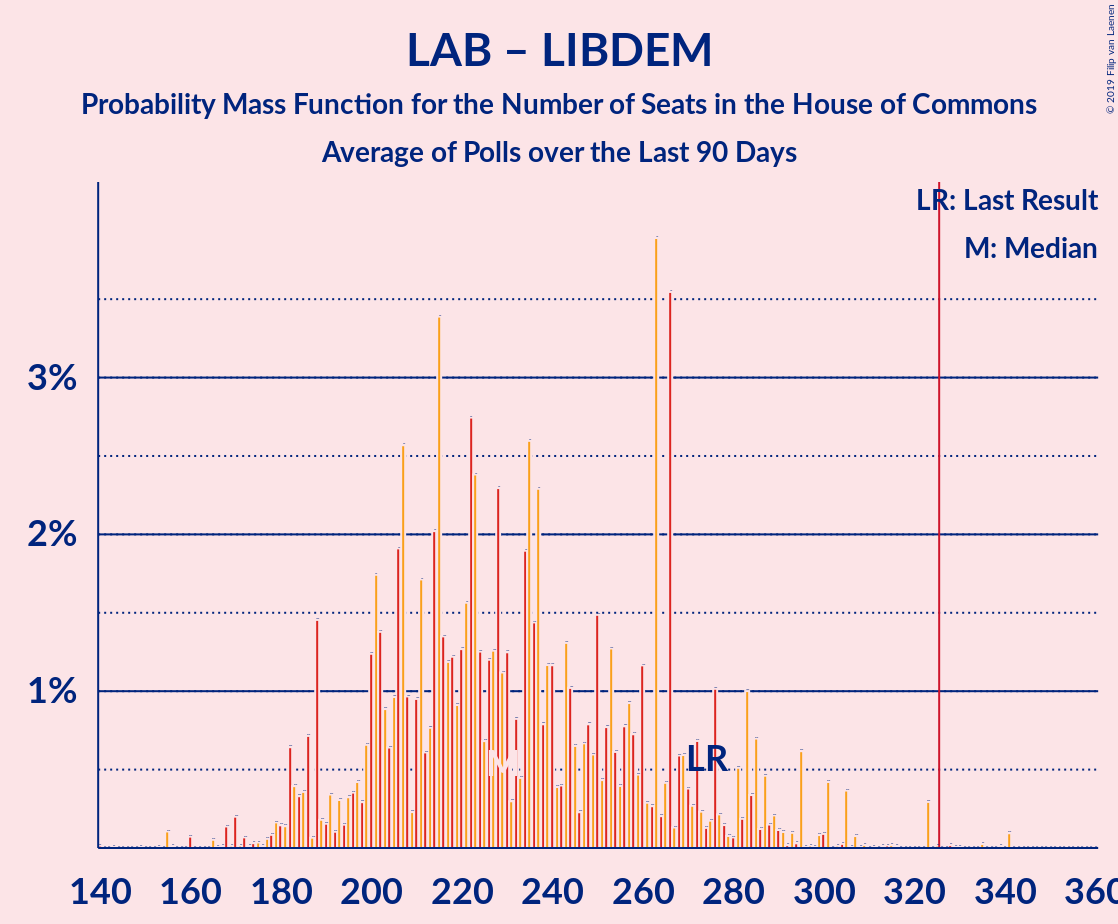 LAB – LIBDEM
Probability Mass Function for the Number of Seats in the House of Commons
Average of Polls over the Last 90 Days
© 2019 Filip van Laenen
LR: Last Result
M: Median
3%
2%
1%
M
LR
140 160 180 200 220 240 260 280 300 320 340 360